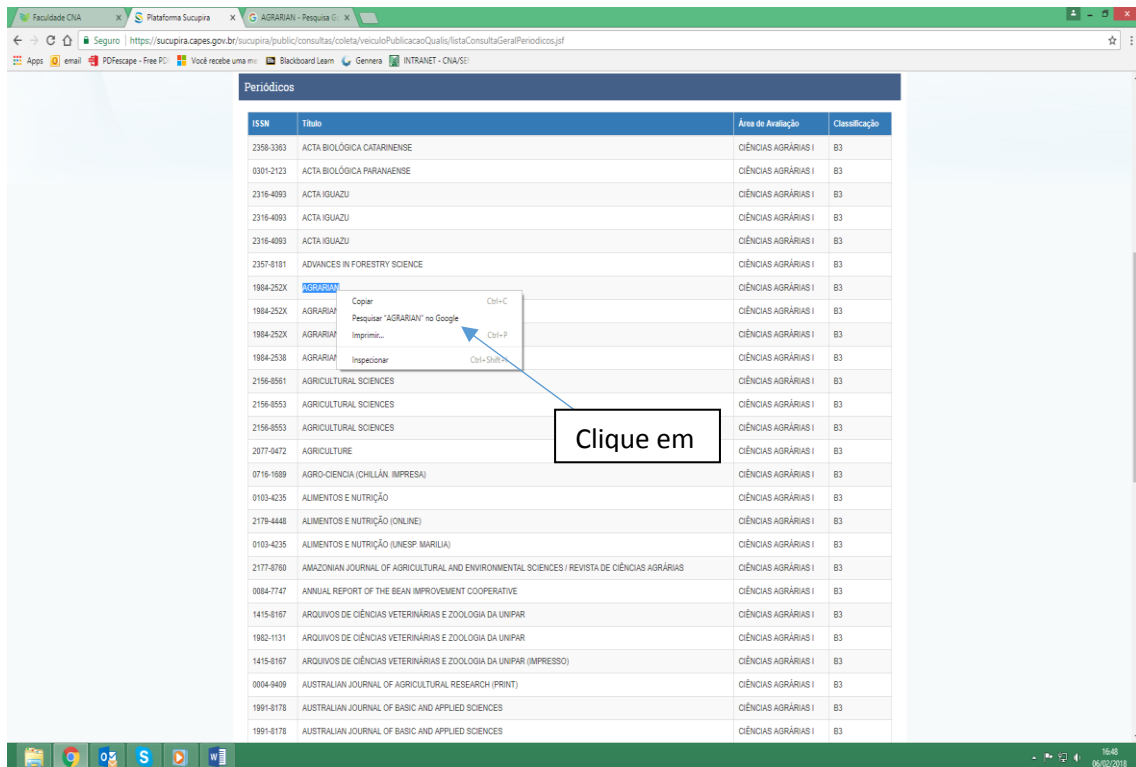 Faculdade CNA
Plataforma Sucupira
AGRARIAN - Pesquisa G
Seguro | https://sucupira.capes.gov.br/sucupira/public/consultas/coleta/veiculoPublicacaoQualis/listaConsultaGeralPeriodicos.jsf
Apps email PDFescape - Free PD Você recebe uma me Blackboard Learn Gennera INTRANET - CNA/SE
Periódicos
ISSN Título Área de Avaliação Classificação
2358-3363 ACTA BIOLÓGICA CATARINENSE CIÊNCIAS AGRÁRIAS I B3
0301-2123 ACTA BIOLÓGICA PARANAENSE CIÊNCIAS AGRÁRIAS I B3
2316-4093 ACTA IGUAZU CIÊNCIAS AGRÁRIAS I B3
2316-4093 ACTA IGUAZU CIÊNCIAS AGRÁRIAS I B3
2316-4093 ACTA IGUAZU CIÊNCIAS AGRÁRIAS I B3
2357-8181 ADVANCES IN FORESTRY SCIENCE CIÊNCIAS AGRÁRIAS I B3
1984-252X AGRARIAN CIÊNCIAS AGRÁRIAS I B3
1984-252X AGRARIAN CIÊNCIAS AGRÁRIAS I B3
1984-252X AGRARIAN CIÊNCIAS AGRÁRIAS I B3
1984-2538 AGRARIAN CIÊNCIAS AGRÁRIAS I B3
Copiar Ctrl+C
Pesquisar "AGRARIAN" no Google
Imprimir... Ctrl+P
Inspecionar Ctrl+Shift+I
2156-8561 AGRICULTURAL SCIENCES CIÊNCIAS AGRÁRIAS I B3
2156-8553 AGRICULTURAL SCIENCES CIÊNCIAS AGRÁRIAS I B3
2156-8553 AGRICULTURAL SCIENCES CIÊNCIAS AGRÁRIAS I B3
Clique em
2077-0472 AGRICULTURE CIÊNCIAS AGRÁRIAS I B3
0716-1689 AGRO-CIENCIA (CHILLÁN. IMPRESA) CIÊNCIAS AGRÁRIAS I B3
0103-4235 ALIMENTOS E NUTRIÇÃO CIÊNCIAS AGRÁRIAS I B3
2179-4448 ALIMENTOS E NUTRIÇÃO (ONLINE) CIÊNCIAS AGRÁRIAS I B3
0103-4235 ALIMENTOS E NUTRIÇÃO (UNESP. MARILIA) CIÊNCIAS AGRÁRIAS I B3
2177-8760 AMAZONIAN JOURNAL OF AGRICULTURAL AND ENVIRONMENTAL SCIENCES / REVISTA DE CIÊNCIAS AGRÁRIAS CIÊNCIAS AGRÁRIAS I B3
0084-7747 ANNUAL REPORT OF THE BEAN IMPROVEMENT COOPERATIVE CIÊNCIAS AGRÁRIAS I B3
1415-8167 ARQUIVOS DE CIÊNCIAS VETERINÁRIAS E ZOOLOGIA DA UNIPAR CIÊNCIAS AGRÁRIAS I B3
1982-1131 ARQUIVOS DE CIÊNCIAS VETERINÁRIAS E ZOOLOGIA DA UNIPAR CIÊNCIAS AGRÁRIAS I B3
1415-8167 ARQUIVOS DE CIÊNCIAS VETERINÁRIAS E ZOOLOGIA DA UNIPAR (IMPRESSO) CIÊNCIAS AGRÁRIAS I B3
0004-9409 AUSTRALIAN JOURNAL OF AGRICULTURAL RESEARCH (PRINT) CIÊNCIAS AGRÁRIAS I B3
1991-8178 AUSTRALIAN JOURNAL OF BASIC AND APPLIED SCIENCES CIÊNCIAS AGRÁRIAS I B3
1991-8178 AUSTRALIAN JOURNAL OF BASIC AND APPLIED SCIENCES CIÊNCIAS AGRÁRIAS I B3
16:48
06/02/2018